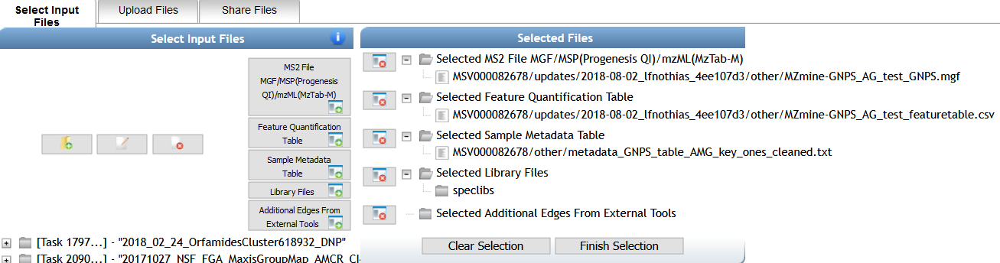 Select Input
Files
Upload Files
Share Files
Select Input Files
i
MS2 File
MGF/MSP(Progenesis
QI)/mzML(MzTab-M)
Feature Quantification
Table
Sample Metadata
Table
Library Files
Additional Edges From
External Tools
[Task 1797...] - "2018_02_24_OrfamidesCluster618932_DNP"
[Task 2090...] - "20171027_NSF_FGA_MaxisGroupMap_AMCR_Cl
Selected Files
Selected MS2 File MGF/MSP(Progenesis QI)/mzML(MzTab-M)
MSV000082678/updates/2018-08-02_lfnothias_4ee107d3/other/MZmine-GNPS_AG_test_GNPS.mgf
Selected Feature Quantification Table
MSV000082678/updates/2018-08-02_lfnothias_4ee107d3/other/MZmine-GNPS_AG_test_featuretable.csv
Selected Sample Metadata Table
MSV000082678/other/metadata_GNPS_table_AMG_key_ones_cleaned.txt
Selected Library Files
speclibs
Selected Additional Edges From External Tools
Clear Selection
Finish Selection